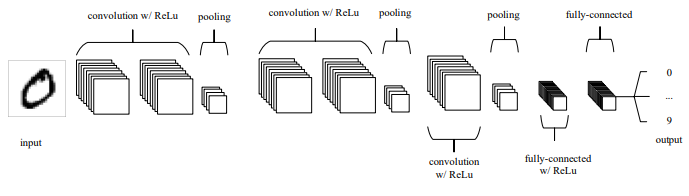 convolution w/ ReLu
pooling
convolution w/ ReLu
pooling
pooling
fully-connected
0
...
9
input
output
convolution
w/ ReLu
fully-connected
w/ ReLu